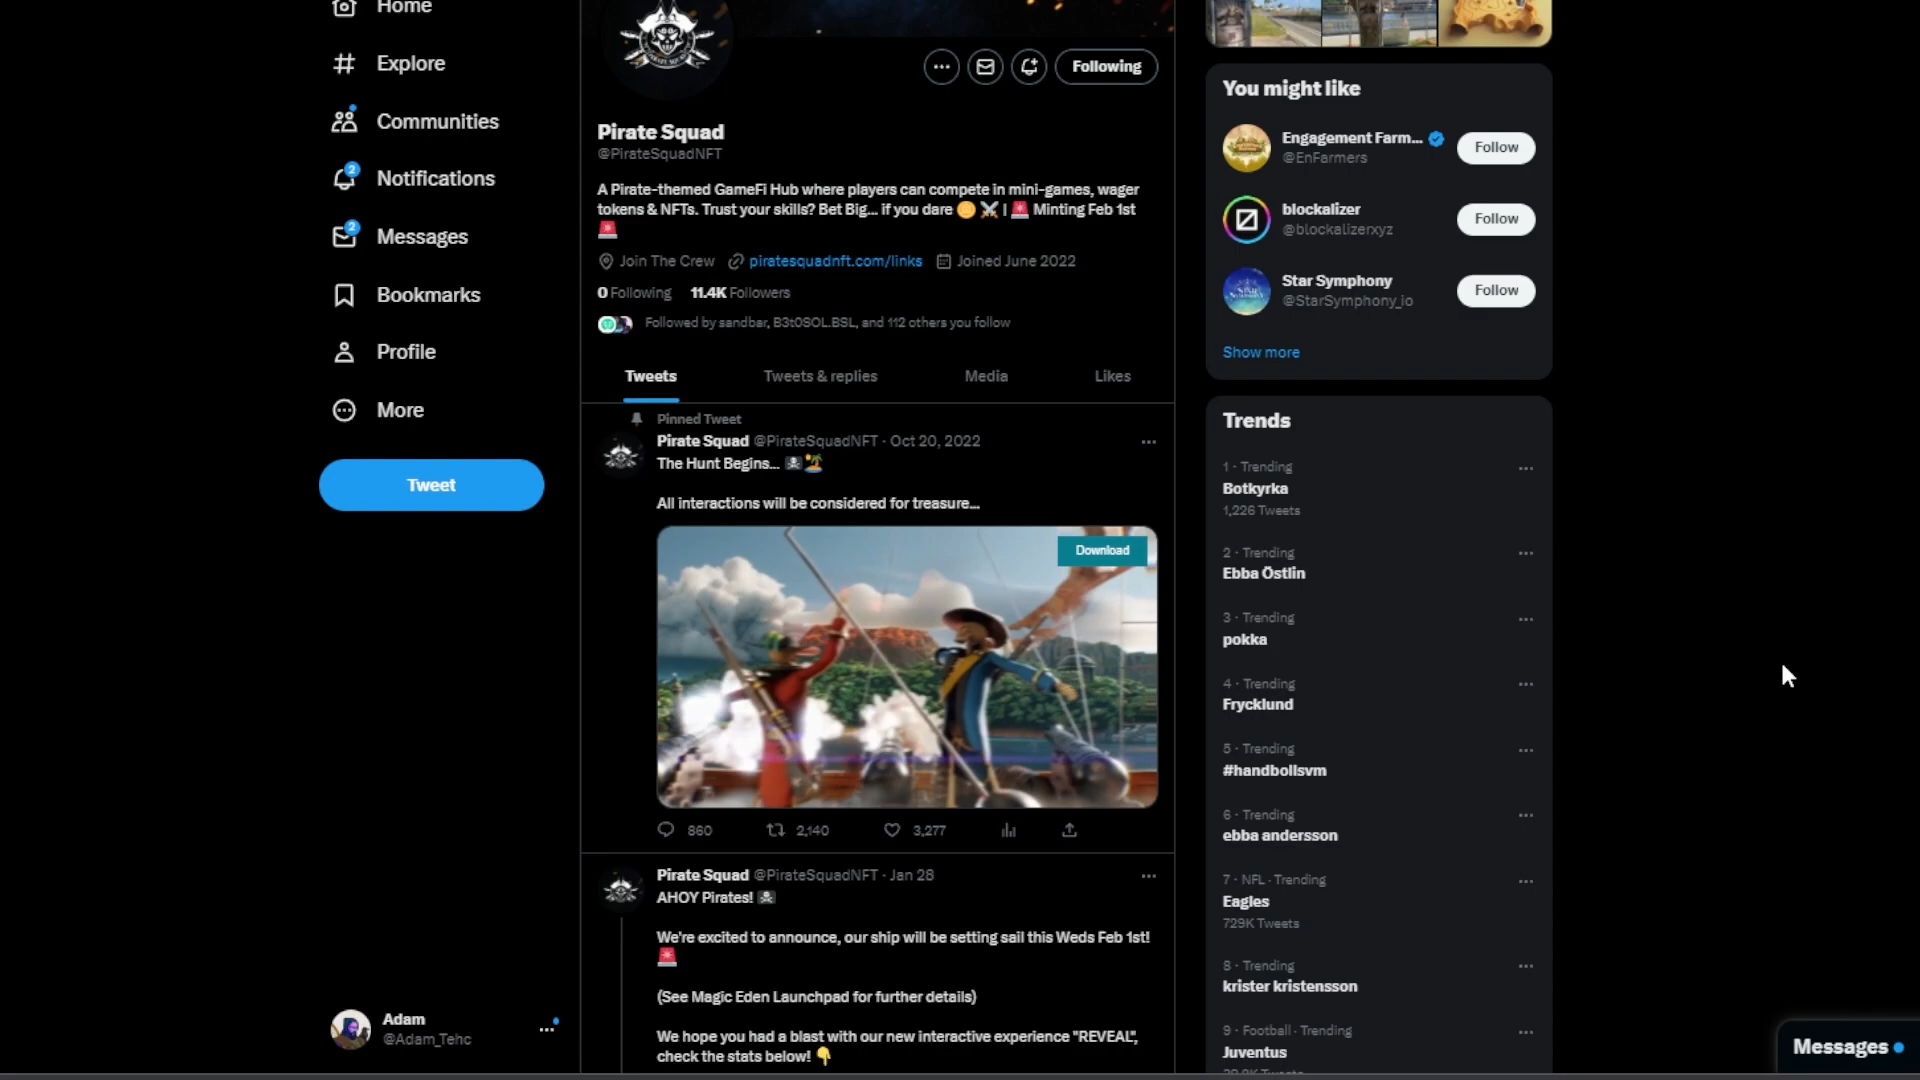 Home
Explore
Communities
2
Notifications
2
Messages
Bookmarks
Profile
More
Tweet
Adam
@Adam_Tehc
PIRATE SQUAD
Following
Pirate Squad
@PirateSquadNFT
A Pirate-themed GameFi Hub where players can compete in mini-games, wager
tokens & NFTs. Trust your skills? Bet Big... if you dare 🪙 ⚔️ | 🚨 Minting Feb 1st
🚨
Join The Crew piratesquadnft.com/links Joined June 2022
0 Following 11.4K Followers
Followed by sandbar, B3t0SOL.BSL, and 112 others you follow
Tweets Tweets & replies Media Likes
Pinned Tweet
Pirate Squad @PirateSquadNFT · Oct 20, 2022
The Hunt Begins... 🏴‍☠️🏝️
All interactions will be considered for treasure...
Download
860 2,140 3,277
Pirate Squad @PirateSquadNFT · Jan 28
AHOY Pirates! 🏴‍☠️
We're excited to announce, our ship will be setting sail this Weds Feb 1st!
🚨
(See Magic Eden Launchpad for further details)
We hope you had a blast with our new interactive experience "REVEAL",
check the stats below! 👇
You might like
Engagement Farm...
@EnFarmers
Follow
blockalizer
@blockalizerxyz
Follow
Star Symphony
@StarSymphony_io
Follow
Show more
Trends
1 · Trending
Botkyrka
1,226 Tweets
2 · Trending
Ebba Östlin
3 · Trending
pokka
4 · Trending
Frycklund
5 · Trending
#handbollsvm
6 · Trending
ebba andersson
7 · NFL · Trending
Eagles
729K Tweets
8 · Trending
krister kristensson
9 · Football · Trending
Juventus
Messages